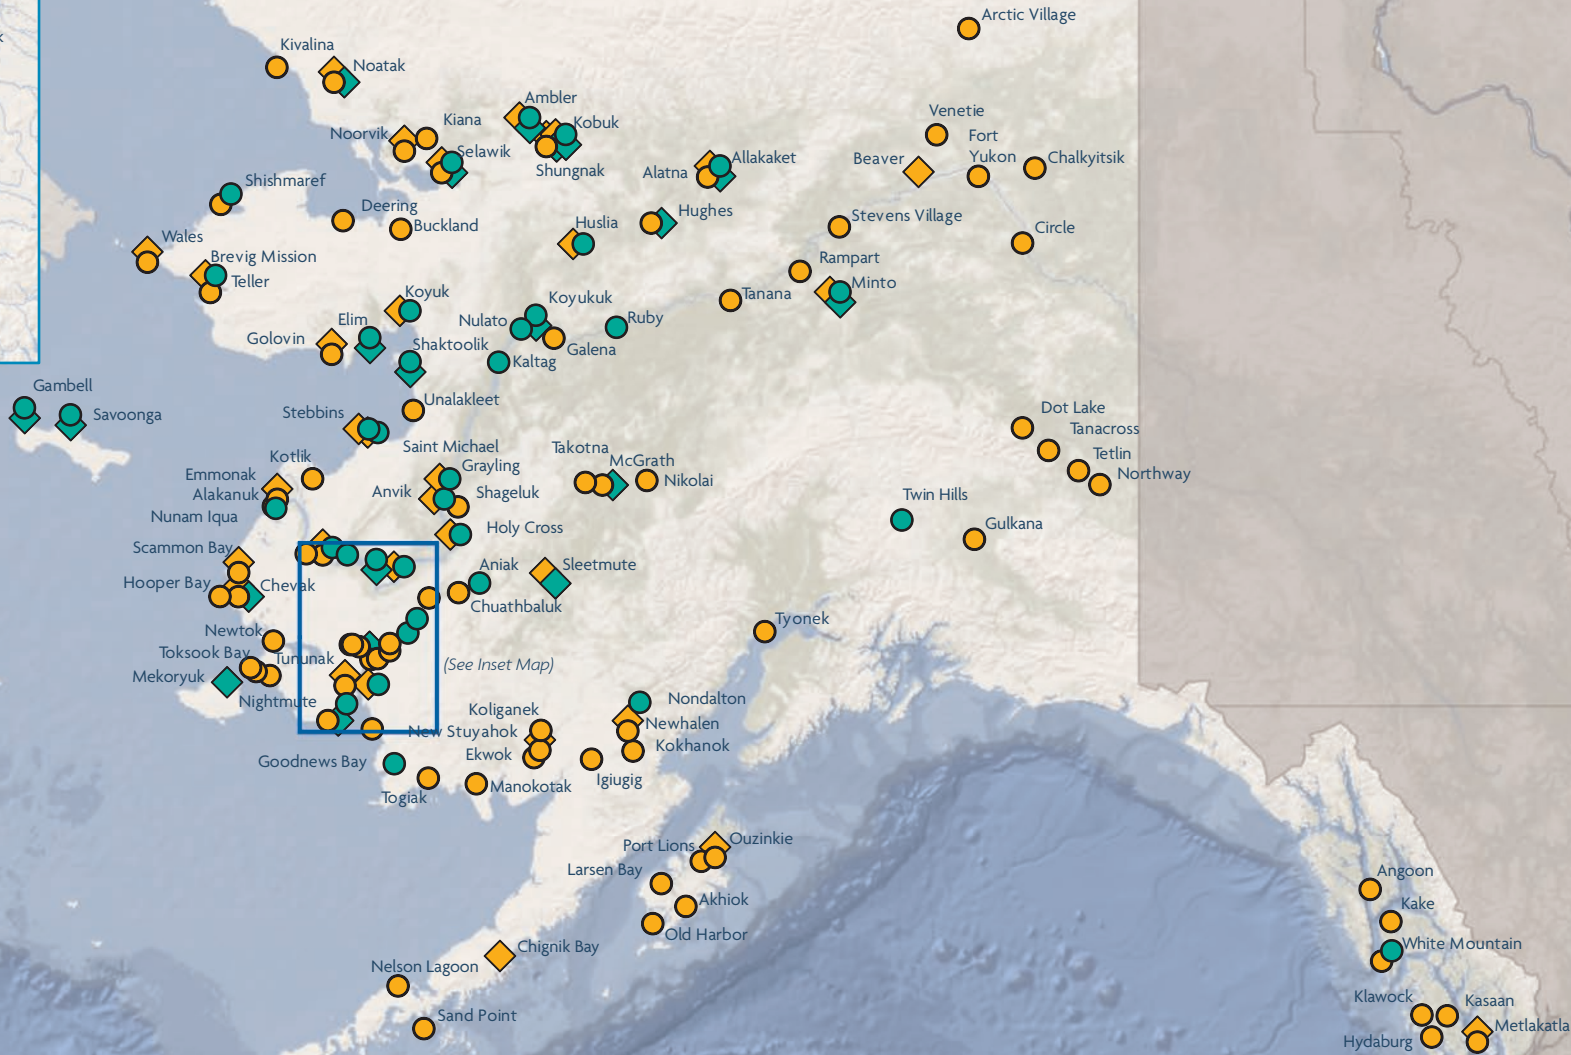 Arctic Village
Kivalina
Noatak
Ambler
Kiana
Noorvik
Kobuk
Selawik
Shungnak
Venetie
Fort
Yukon
Beaver
Chalkyitsik
Allakaket
Alatna
Shishmaref
Deering
Buckland
Hughes
Huslia
Stevens Village
Circle
Wales
Brevig Mission
Teller
Rampart
Minto
Tanana
Koyuk
Koyukuk
Nulato
Ruby
Elim
Golovin
Shaktoolik
Galena
Kaltag
Gambell
Savoonga
Unalakleet
Stebbins
Saint Michael
Dot Lake
Tanacross
Tetlin
Northway
Kotlik
Takotna
McGrath
Nikolai
Grayling
Emmonak
Alakanuk
Anvik
Shageluk
Nunam Iqua
Twin Hills
Gulkana
Holy Cross
Scammon Bay
Aniak
Sleetmute
Hooper Bay
Chevak
Chuathbaluk
Newtok
Tyonek
Toksook Bay
Tununak
(See Inset Map)
Mekoryuk
Nightmute
Nondalton
Koliganek
Newhalen
New Stuyahok
Kokhanok
Ekwok
Goodnews Bay
Igiugig
Manokotak
Togiak
Port Lions
Ouzinkie
Larsen Bay
Akhiok
Old Harbor
Angoon
Kake
White Mountain
Chignik Bay
Nelson Lagoon
Sand Point
Klawock
Kasaan
Metlakatla
Hydaburg